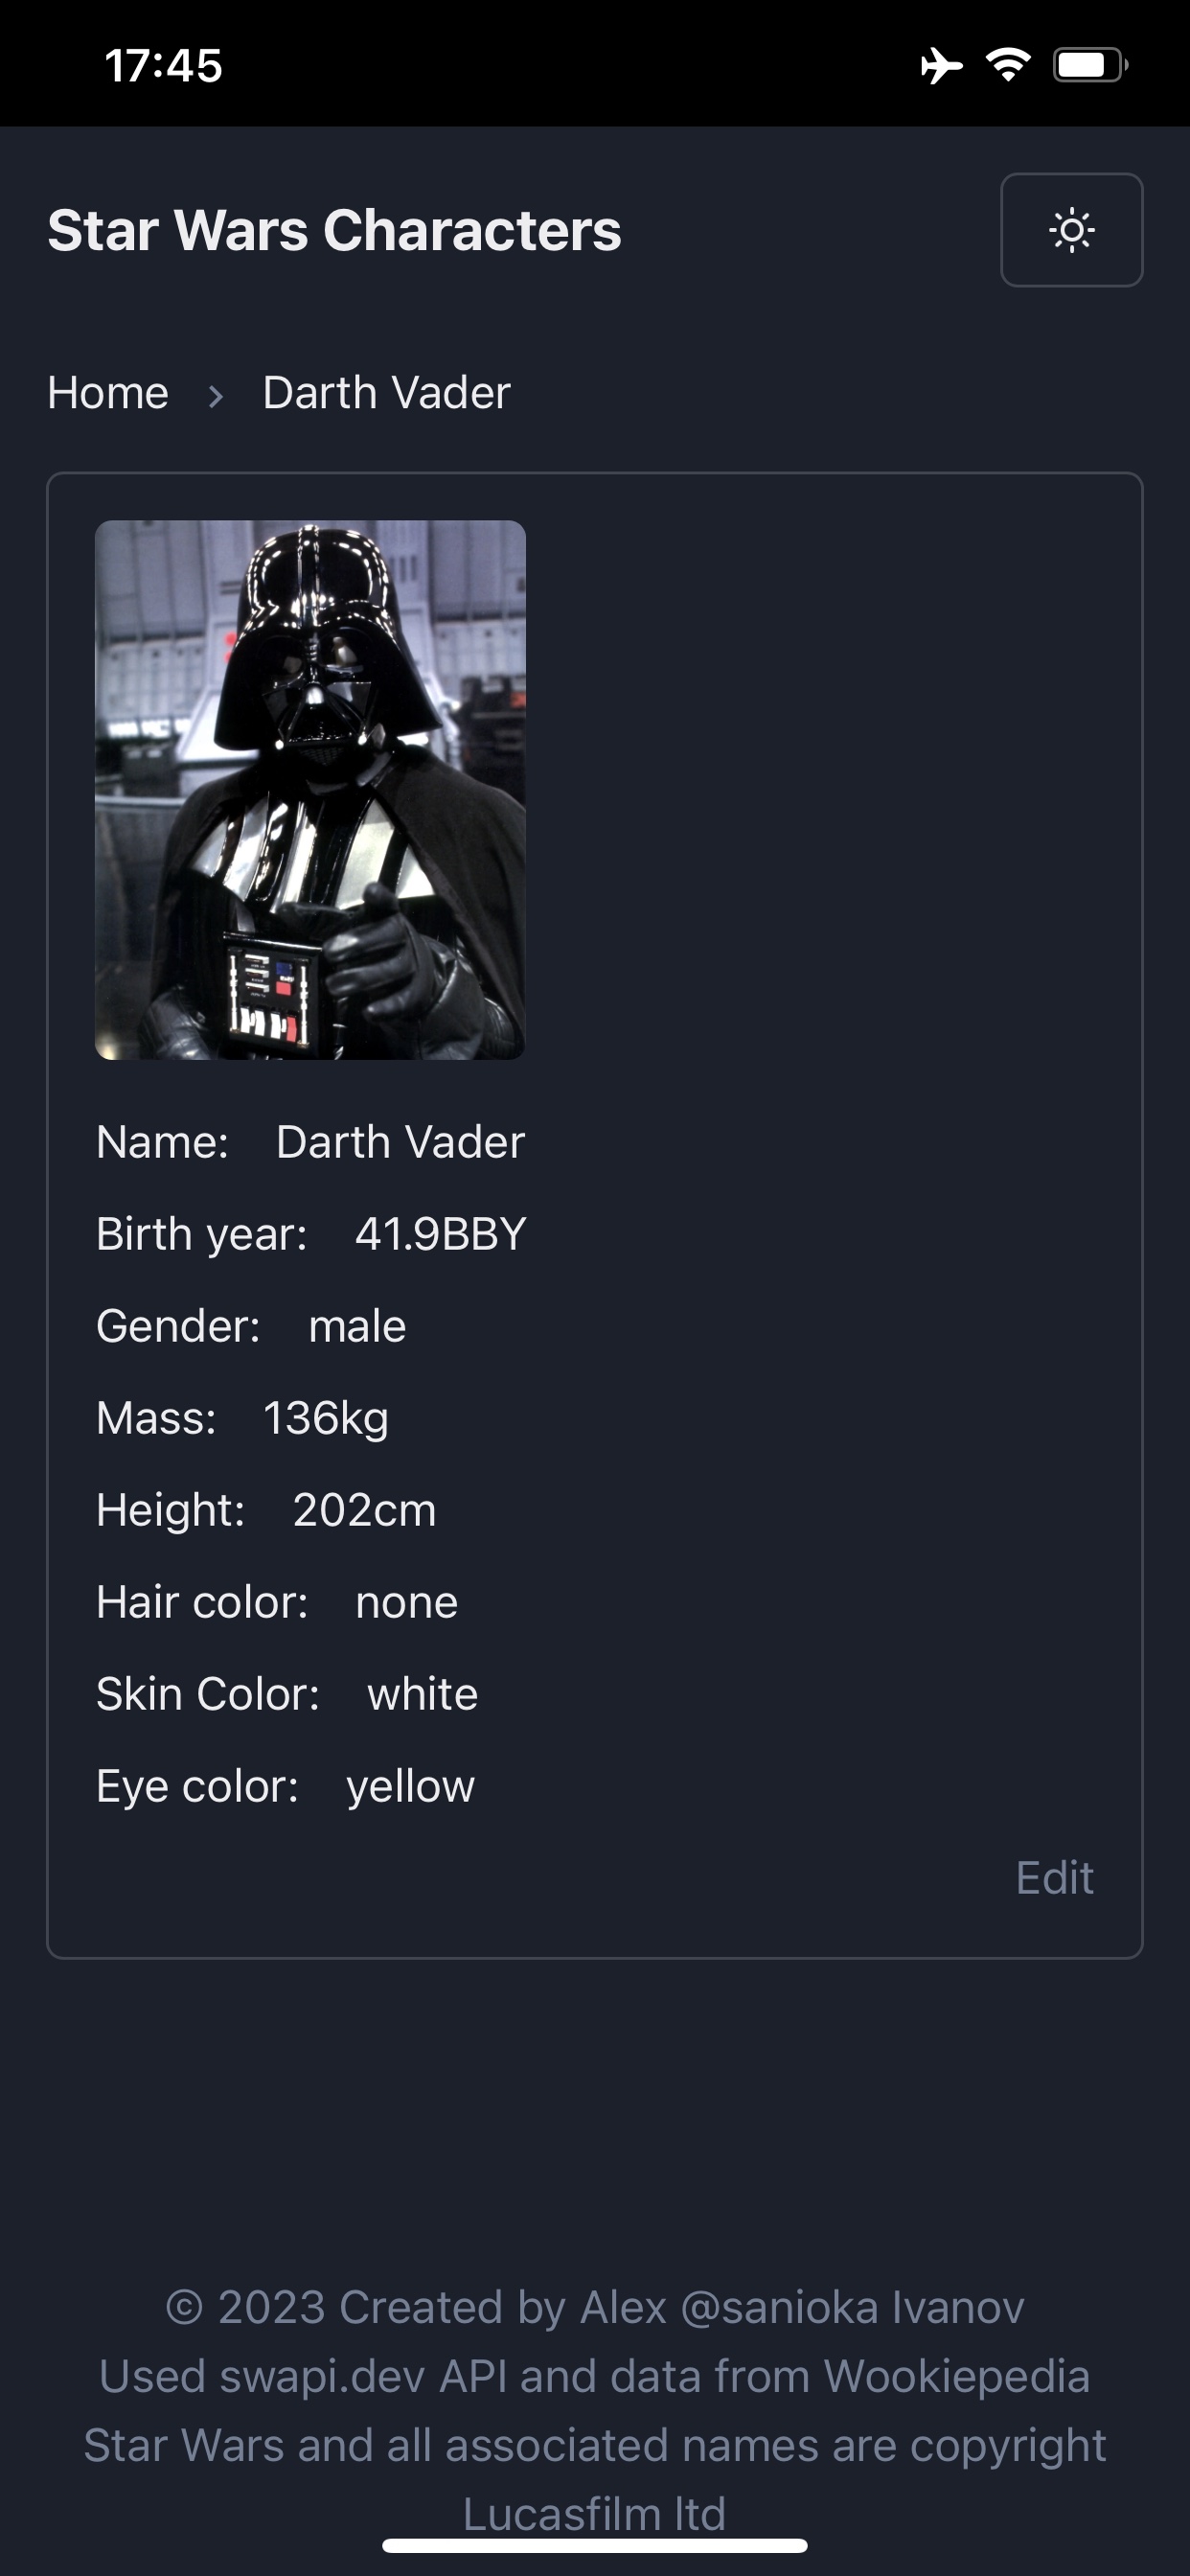 17:45
Star Wars Characters
Home > Darth Vader
Name: Darth Vader
Birth year: 41.9BBY
Gender: male
Mass: 136kg
Height: 202cm
Hair color: none
Skin Color: white
Eye color: yellow
Edit
© 2023 Created by Alex @sanioka Ivanov
Used swapi.dev API and data from Wookiepedia
Star Wars and all associated names are copyright
Lucasfilm ltd